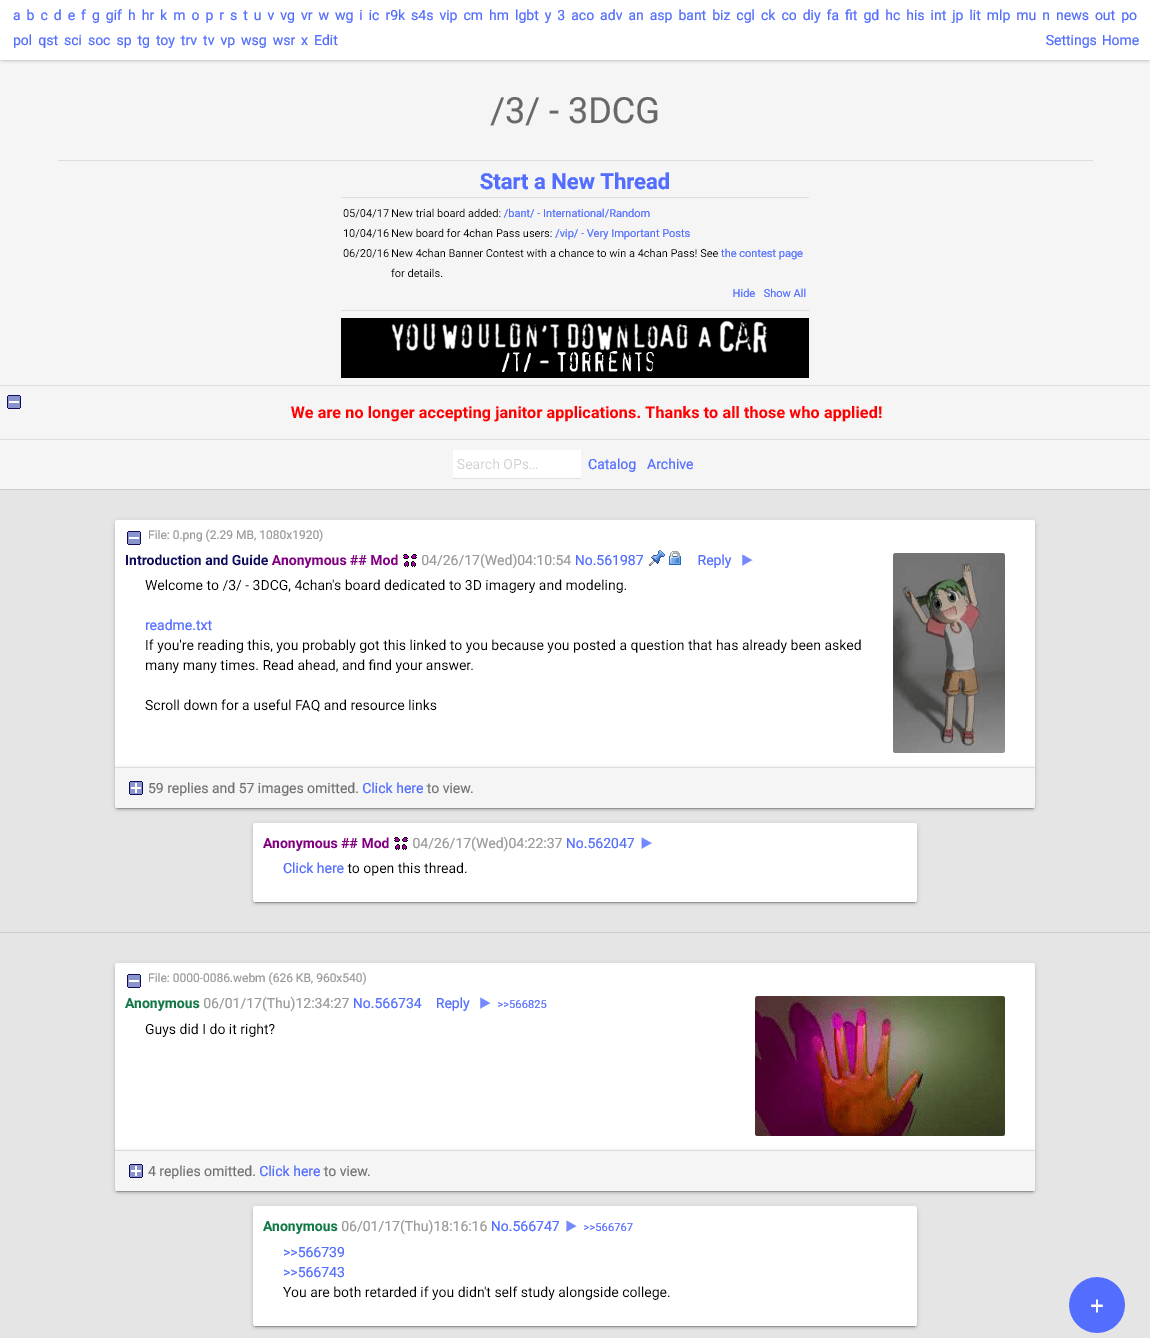 a b c d e f g gif h hr k m o p r s t u v vg vr w wg i ic r9k s4s vip cm hm lgbt y 3 aco adv an asp bant biz cgl ck co diy fa fit gd hc his int jp lit mlp mu n news out po
pol qst sci soc sp tg toy trv tv vp wsg wsr x Edit
Settings Home
/3/ - 3DCG
Start a New Thread
05/04/17 New trial board added: /bant/ - International/Random
10/04/16 New board for 4chan Pass users: /vip/ - Very Important Posts
06/20/16 New 4chan Banner Contest with a chance to win a 4chan Pass! See the contest page
for details.
Hide Show All
YOU WOULDN'T DOWNLOAD A CAR
/T/ - TORRENTS
We are no longer accepting janitor applications. Thanks to all those who applied!
Search OPs... Catalog Archive
File: 0.png (2.29 MB, 1080x1920)
Introduction and Guide Anonymous ## Mod 04/26/17(Wed)04:10:54 No.561987 Reply ▶
Welcome to /3/ - 3DCG, 4chan's board dedicated to 3D imagery and modeling.
readme.txt
If you're reading this, you probably got this linked to you because you posted a question that has already been asked
many many times. Read ahead, and find your answer.
Scroll down for a useful FAQ and resource links
59 replies and 57 images omitted. Click here to view.
Anonymous ## Mod 04/26/17(Wed)04:22:37 No.562047 ▶
Click here to open this thread.
File: 0000-0086.webm (626 KB, 960x540)
Anonymous 06/01/17(Thu)12:34:27 No.566734 Reply ▶ >>566825
Guys did I do it right?
4 replies omitted. Click here to view.
Anonymous 06/01/17(Thu)18:16:16 No.566747 ▶ >>566767
>>566739
>>566743
You are both retarded if you didn't self study alongside college.
+